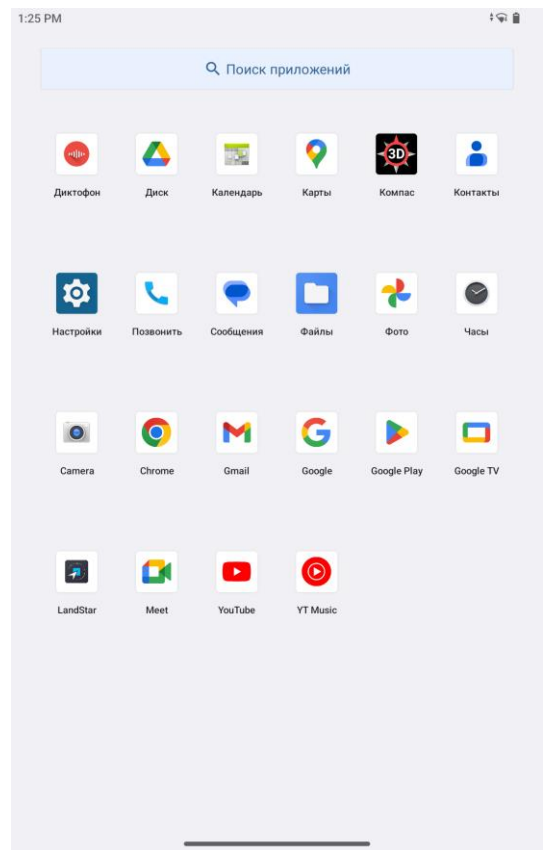 1:25 PM
Поиск приложений
3D
Диктофон Диск Календарь Карты Компас Контакты
Настройки Позвонить Сообщения Файлы Фото Часы
Camera Chrome Gmail Google Google Play Google TV
LandStar Meet YouTube YT Music